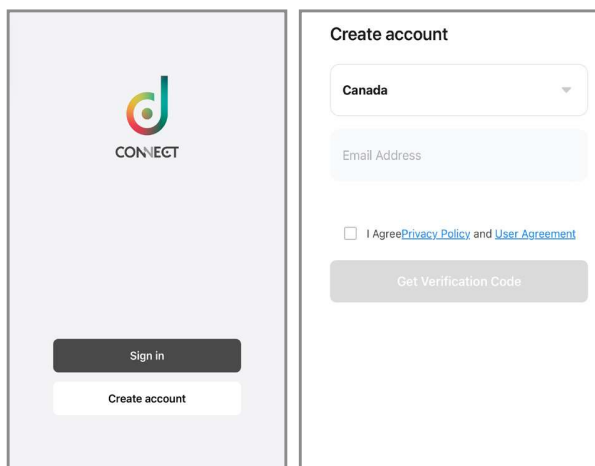 CONNECT
Sign in
Create account
Create account
Canada
Email Address
I AgreePrivacy Policy and User Agreement
Get Verification Code